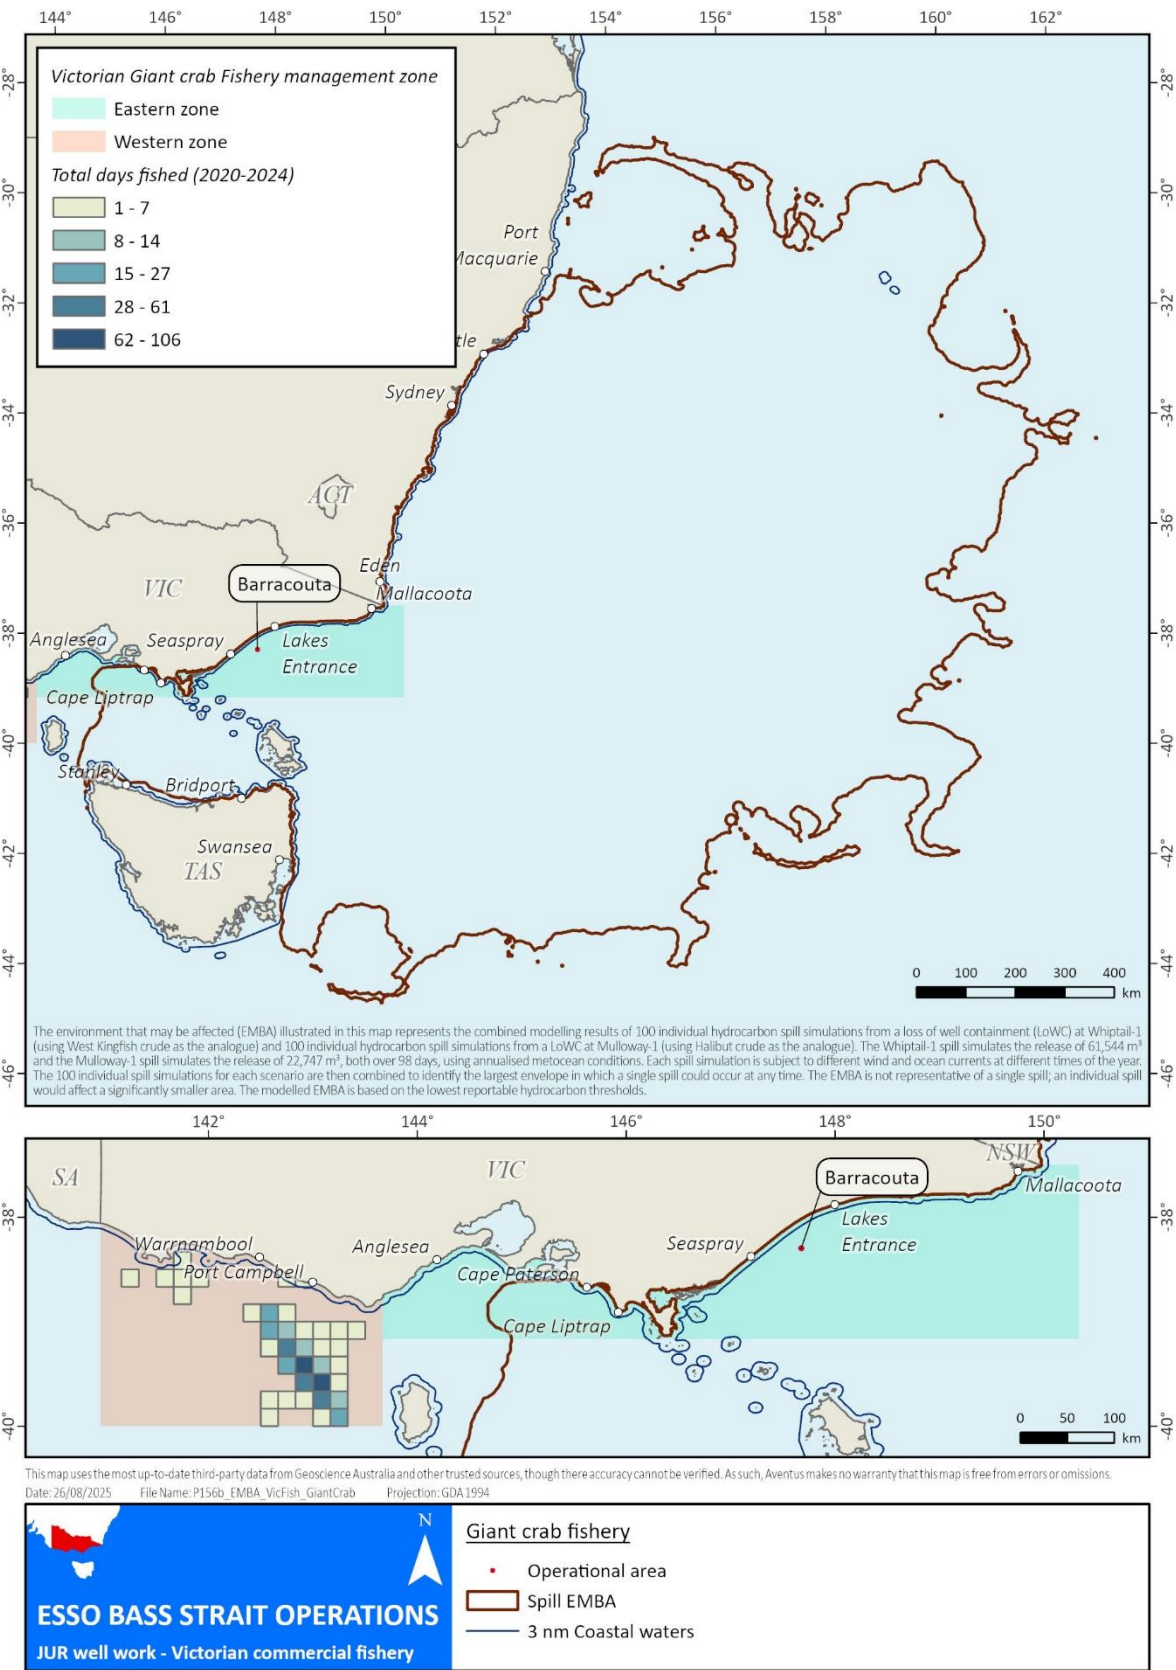 144° 146° 148° 150° 152° 154° 156° 158° 160° 162°
Victorian Giant crab Fishery management zone
Eastern zone
Western zone
Total days fished (2020-2024)
1 - 7
8 - 14
15 - 27
28 - 61
62 - 106
-28° -28°
-30° -30°
-32° -32°
-34° -34°
-36° -36°
-38° -38°
-40° -40°
-42° -42°
-44° -44°
-46° -46°
Port
Macquarie
tle
Sydney
ACT
Eden
VIC
Barracouta
Mallacoota
Anglesea
Seaspray
Lakes
Entrance
Cape Liptrap
Stanley
Bridport
Swansea
TAS
0 100 200 300 400
km
The environment that may be affected (EMBA) illustrated in this map represents the combined modelling results of 100 individual hydrocarbon spill simulations from a loss of well containment (LoWC) at Whiptail-1
(using West Kingfish crude as the analogue) and 100 individual hydrocarbon spill simulations from a LoWC at Mulloway-1 (using Halibut crude as the analogue). The Whiptail-1 spill simulates the release of 61,544 m³
and the Mulloway-1 spill simulates the release of 22,747 m³, both over 98 days, using annualised metocean conditions. Each spill simulation is subject to different wind and ocean currents at different times of the year.
The 100 individual spill simulations for each scenario are then combined to identify the largest envelope in which a single spill could occur at any time. The EMBA is not representative of a single spill; an individual spill
would affect a significantly smaller area. The modelled EMBA is based on the lowest reportable hydrocarbon thresholds.
142° 144° 146° 148° 150°
SA
VIC
NSW
Barracouta
Mallacoota
-38° -38°
Warrnambool
Anglesea
Seaspray
Lakes
Entrance
Port Campbell
Cape Paterson
Cape Liptrap
-40° -40°
0 50 100
km
This map uses the most up-to-date third-party data from Geoscience Australia and other trusted sources, though there accuracy cannot be verified. As such, Aventus makes no warranty that this map is free from errors or omissions.
Date: 26/08/2025 File Name: P156b_EMBA_VicFish_GiantCrab Projection: GDA 1994
N
ESSO BASS STRAIT OPERATIONS
JUR well work - Victorian commercial fishery
Giant crab fishery
Operational area
Spill EMBA
3 nm Coastal waters